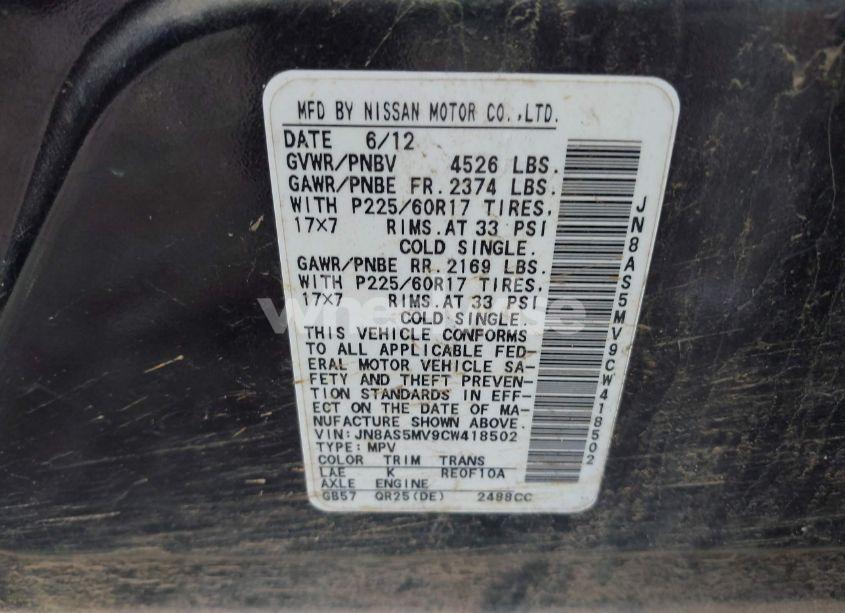 MFD BY NISSAN MOTOR CO.,LTD.
DATE 6/12
GVWR/PNBV 4526 LBS.
GAWR/PNBE FR. 2374 LBS.
WITH P225/60R17 TIRES,
17×7 RIMS.AT 33 PSI
COLD SINGLE.
GAWR/PNBE RR. 2169 LBS.
WITH P225/60R17 TIRES,
17×7 RIMS.AT 33 PSI
COLD SINGLE.
THIS VEHICLE CONFORMS
TO ALL APPLICABLE FED-
ERAL MOTOR VEHICLE SA-
FETY AND THEFT PREVEN-
TION STANDARDS IN EFF-
ECT ON THE DATE OF MA-
NUFACTURE SHOWN ABOVE.
VIN:JN8AS5MV9CW418502
TYPE:MPV
COLOR TRIM TRANS
LAE K RE0F10A
AXLE ENGINE
GB57 QR25(DE) 2488CC
JN8AS5MV9CW418502